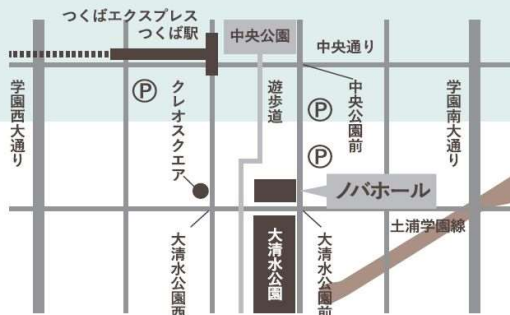 つくばエクスプレス
つくば駅
中央公園
中央通り
学園西大通り
Ⓟ
クレオスクエア
遊歩道
Ⓟ
中央公園前
学園南大通り
Ⓟ
ノバホール
土浦学園線
大清水公園西
大清水公園
大清水公園前